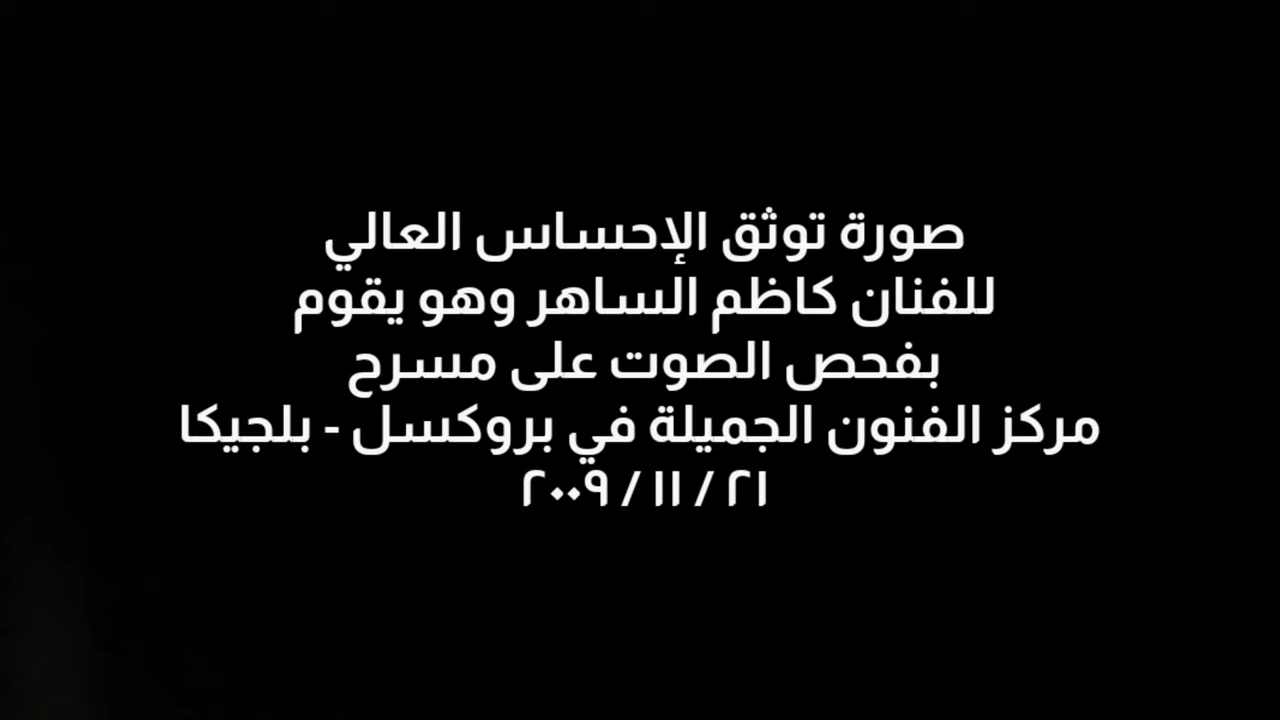 صورة توثق الإحساس العالي
للفنان كاظم الساهر وهو يقوم
بفحص الصوت على مسرح
مركز الفنون الجميلة في بروكسل - بلجيكا
٢١ / ١١ / ٢٠٠٩